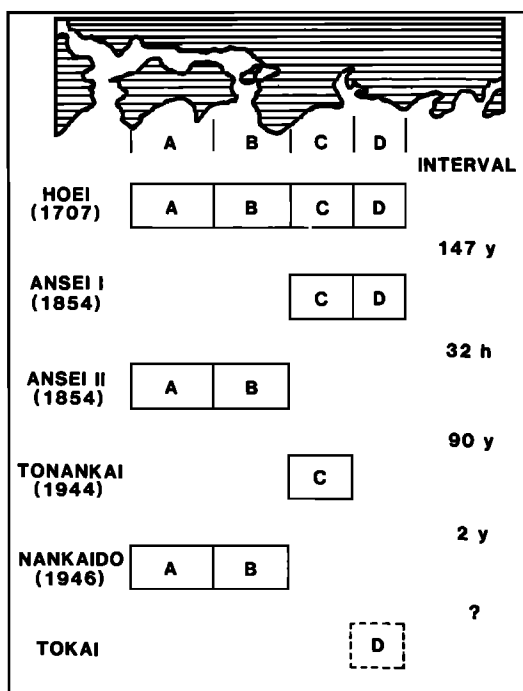 A B C D
INTERVAL
HOEI
(1707)
A B C D
147 y
ANSEI I
(1854)
C D
32 h
ANSEI II
(1854)
A B
90 y
TONANKAI
(1944)
C
2 y
NANKAIDO
(1946)
A B
?
TOKAI
D